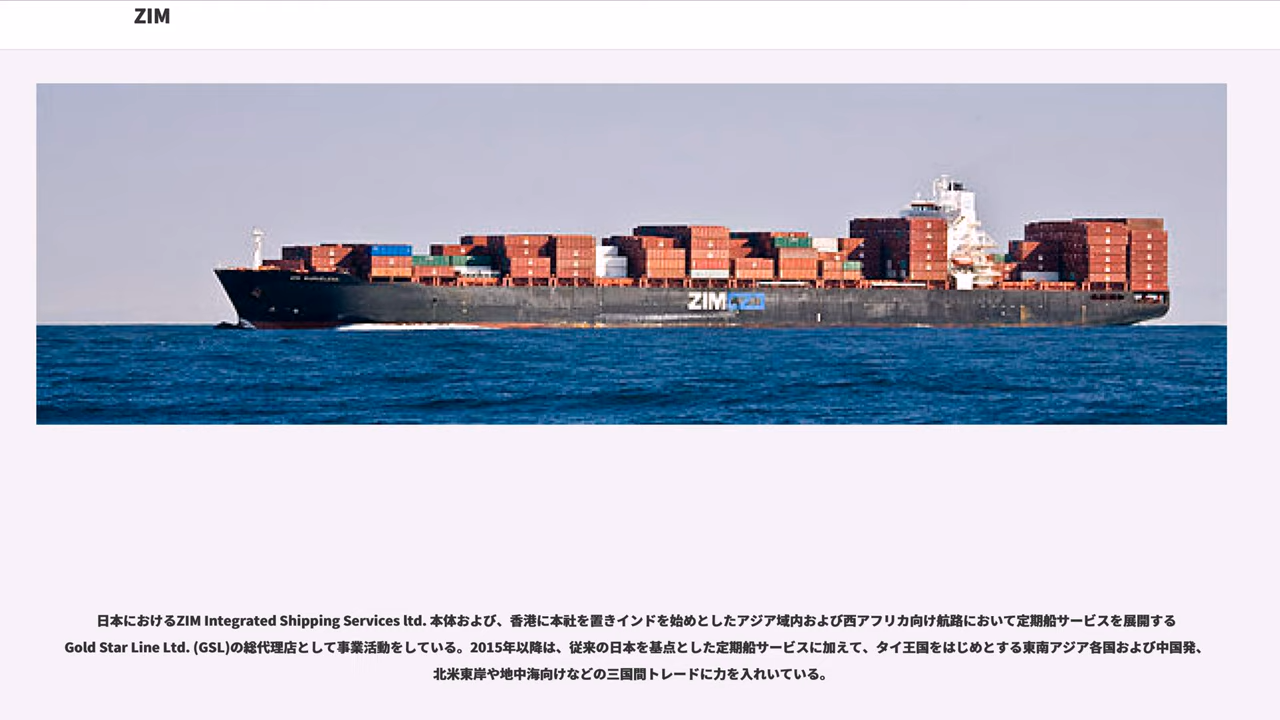 ZIM
ZIM
日本におけるZIM Integrated Shipping Services ltd. 本体および、香港に本社を置きインドを始めとしたアジア域内および西アフリカ向け航路において定期船サービスを展開する
Gold Star Line Ltd. (GSL)の総代理店として事業活動をしている。2015年以降は、従来の日本を基点とした定期船サービスに加えて、タイ王国をはじめとする東南アジア各国および中国発、
北米東岸や地中海向けなどの三国間トレードに力を入れいている。